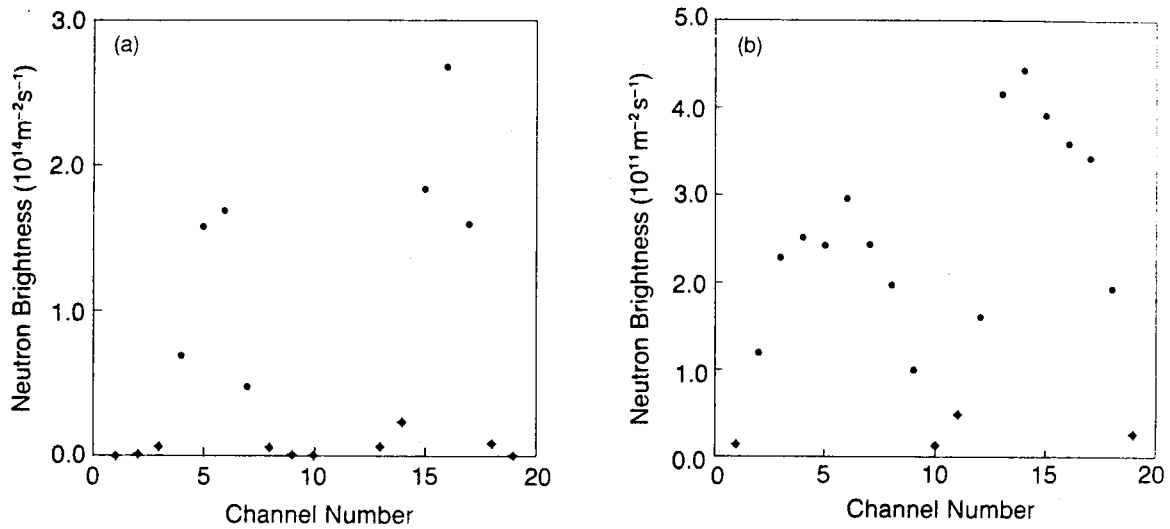 (a)
Neutron Brightness (10¹⁴m⁻²s⁻¹)
3.0
2.0
1.0
0.0
0 5 10 15 20
Channel Number
(b)
Neutron Brightness (10¹¹m⁻²s⁻¹)
5.0
4.0
3.0
2.0
1.0
0.0
0 5 10 15 20
Channel Number